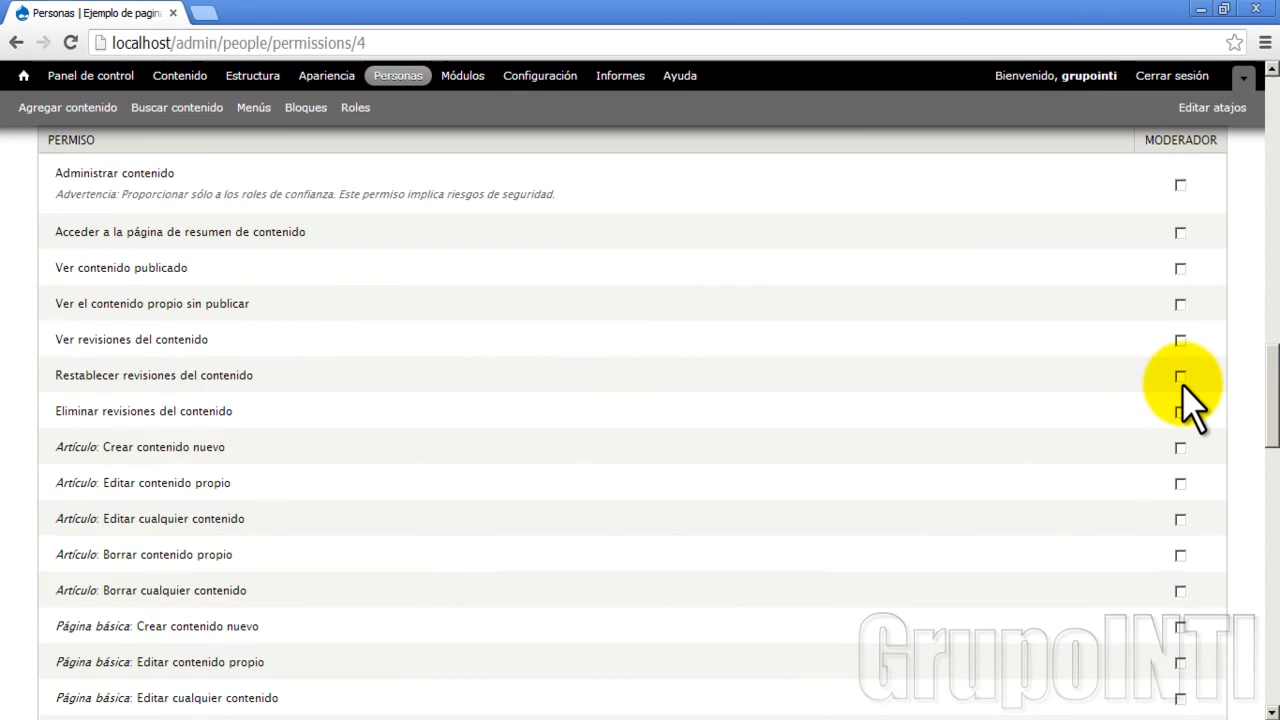 Personas | Ejemplo de pagin
localhost/admin/people/permissions/4
Panel de control Contenido Estructura Apariencia Personas Módulos Configuración Informes Ayuda Bienvenido, grupointi Cerrar sesión
Agregar contenido Buscar contenido Menús Bloques Roles Editar atajos
PERMISO MODERADOR
Administrar contenido
Advertencia: Proporcionar sólo a los roles de confianza. Este permiso implica riesgos de seguridad.
Acceder a la página de resumen de contenido
Ver contenido publicado
Ver el contenido propio sin publicar
Ver revisiones del contenido
Restablecer revisiones del contenido
Eliminar revisiones del contenido
Artículo: Crear contenido nuevo
Artículo: Editar contenido propio
Artículo: Editar cualquier contenido
Artículo: Borrar contenido propio
Artículo: Borrar cualquier contenido
Página básica: Crear contenido nuevo
Página básica: Editar contenido propio
Página básica: Editar cualquier contenido
GrupoINTI